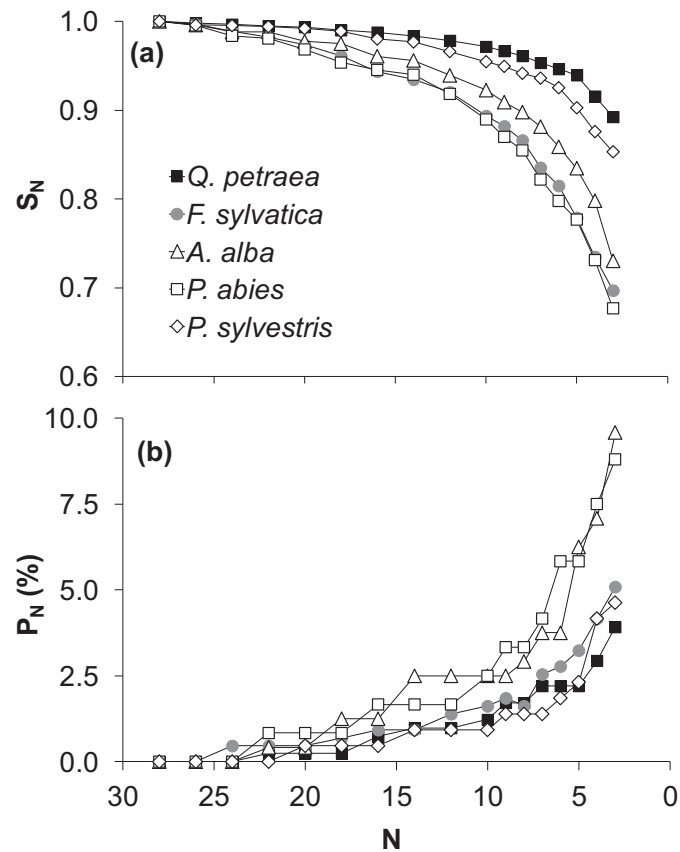 1.0
(a)
0.9
Q. petraea
0.8
F. sylvatica
S_N
A. alba
0.7
P. abies
P. sylvestris
0.6
10.0
(b)
7.5
P_N (%)
5.0
2.5
0.0
30 25 20 15 10 5 0
N